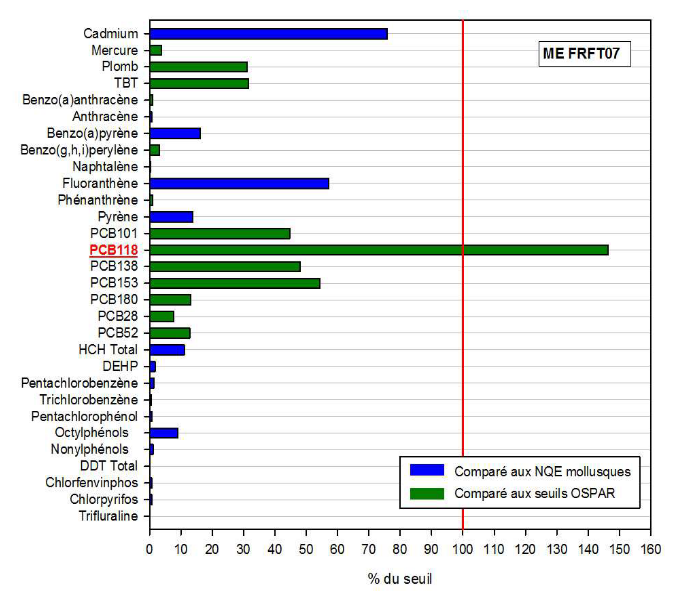 ME FRFT07
Cadmium
Mercure
Plomb
TBT
Benzo(a)anthracène
Anthracène
Benzo(a)pyrène
Benzo(g,h,i)perylène
Naphtalène
Fluoranthène
Phénanthrène
Pyrène
PCB101
PCB118
PCB138
PCB153
PCB180
PCB28
PCB52
HCH Total
DEHP
Pentachlorobenzène
Trichlorobenzène
Pentachlorophénol
Octylphénols
Nonylphénols
DDT Total
Chlorfenvinphos
Chlorpyrifos
Trifluraline
Comparé aux NQE mollusques
Comparé aux seuils OSPAR
0 10 20 30 40 50 60 70 80 90 100 110 120 130 140 150 160
% du seuil